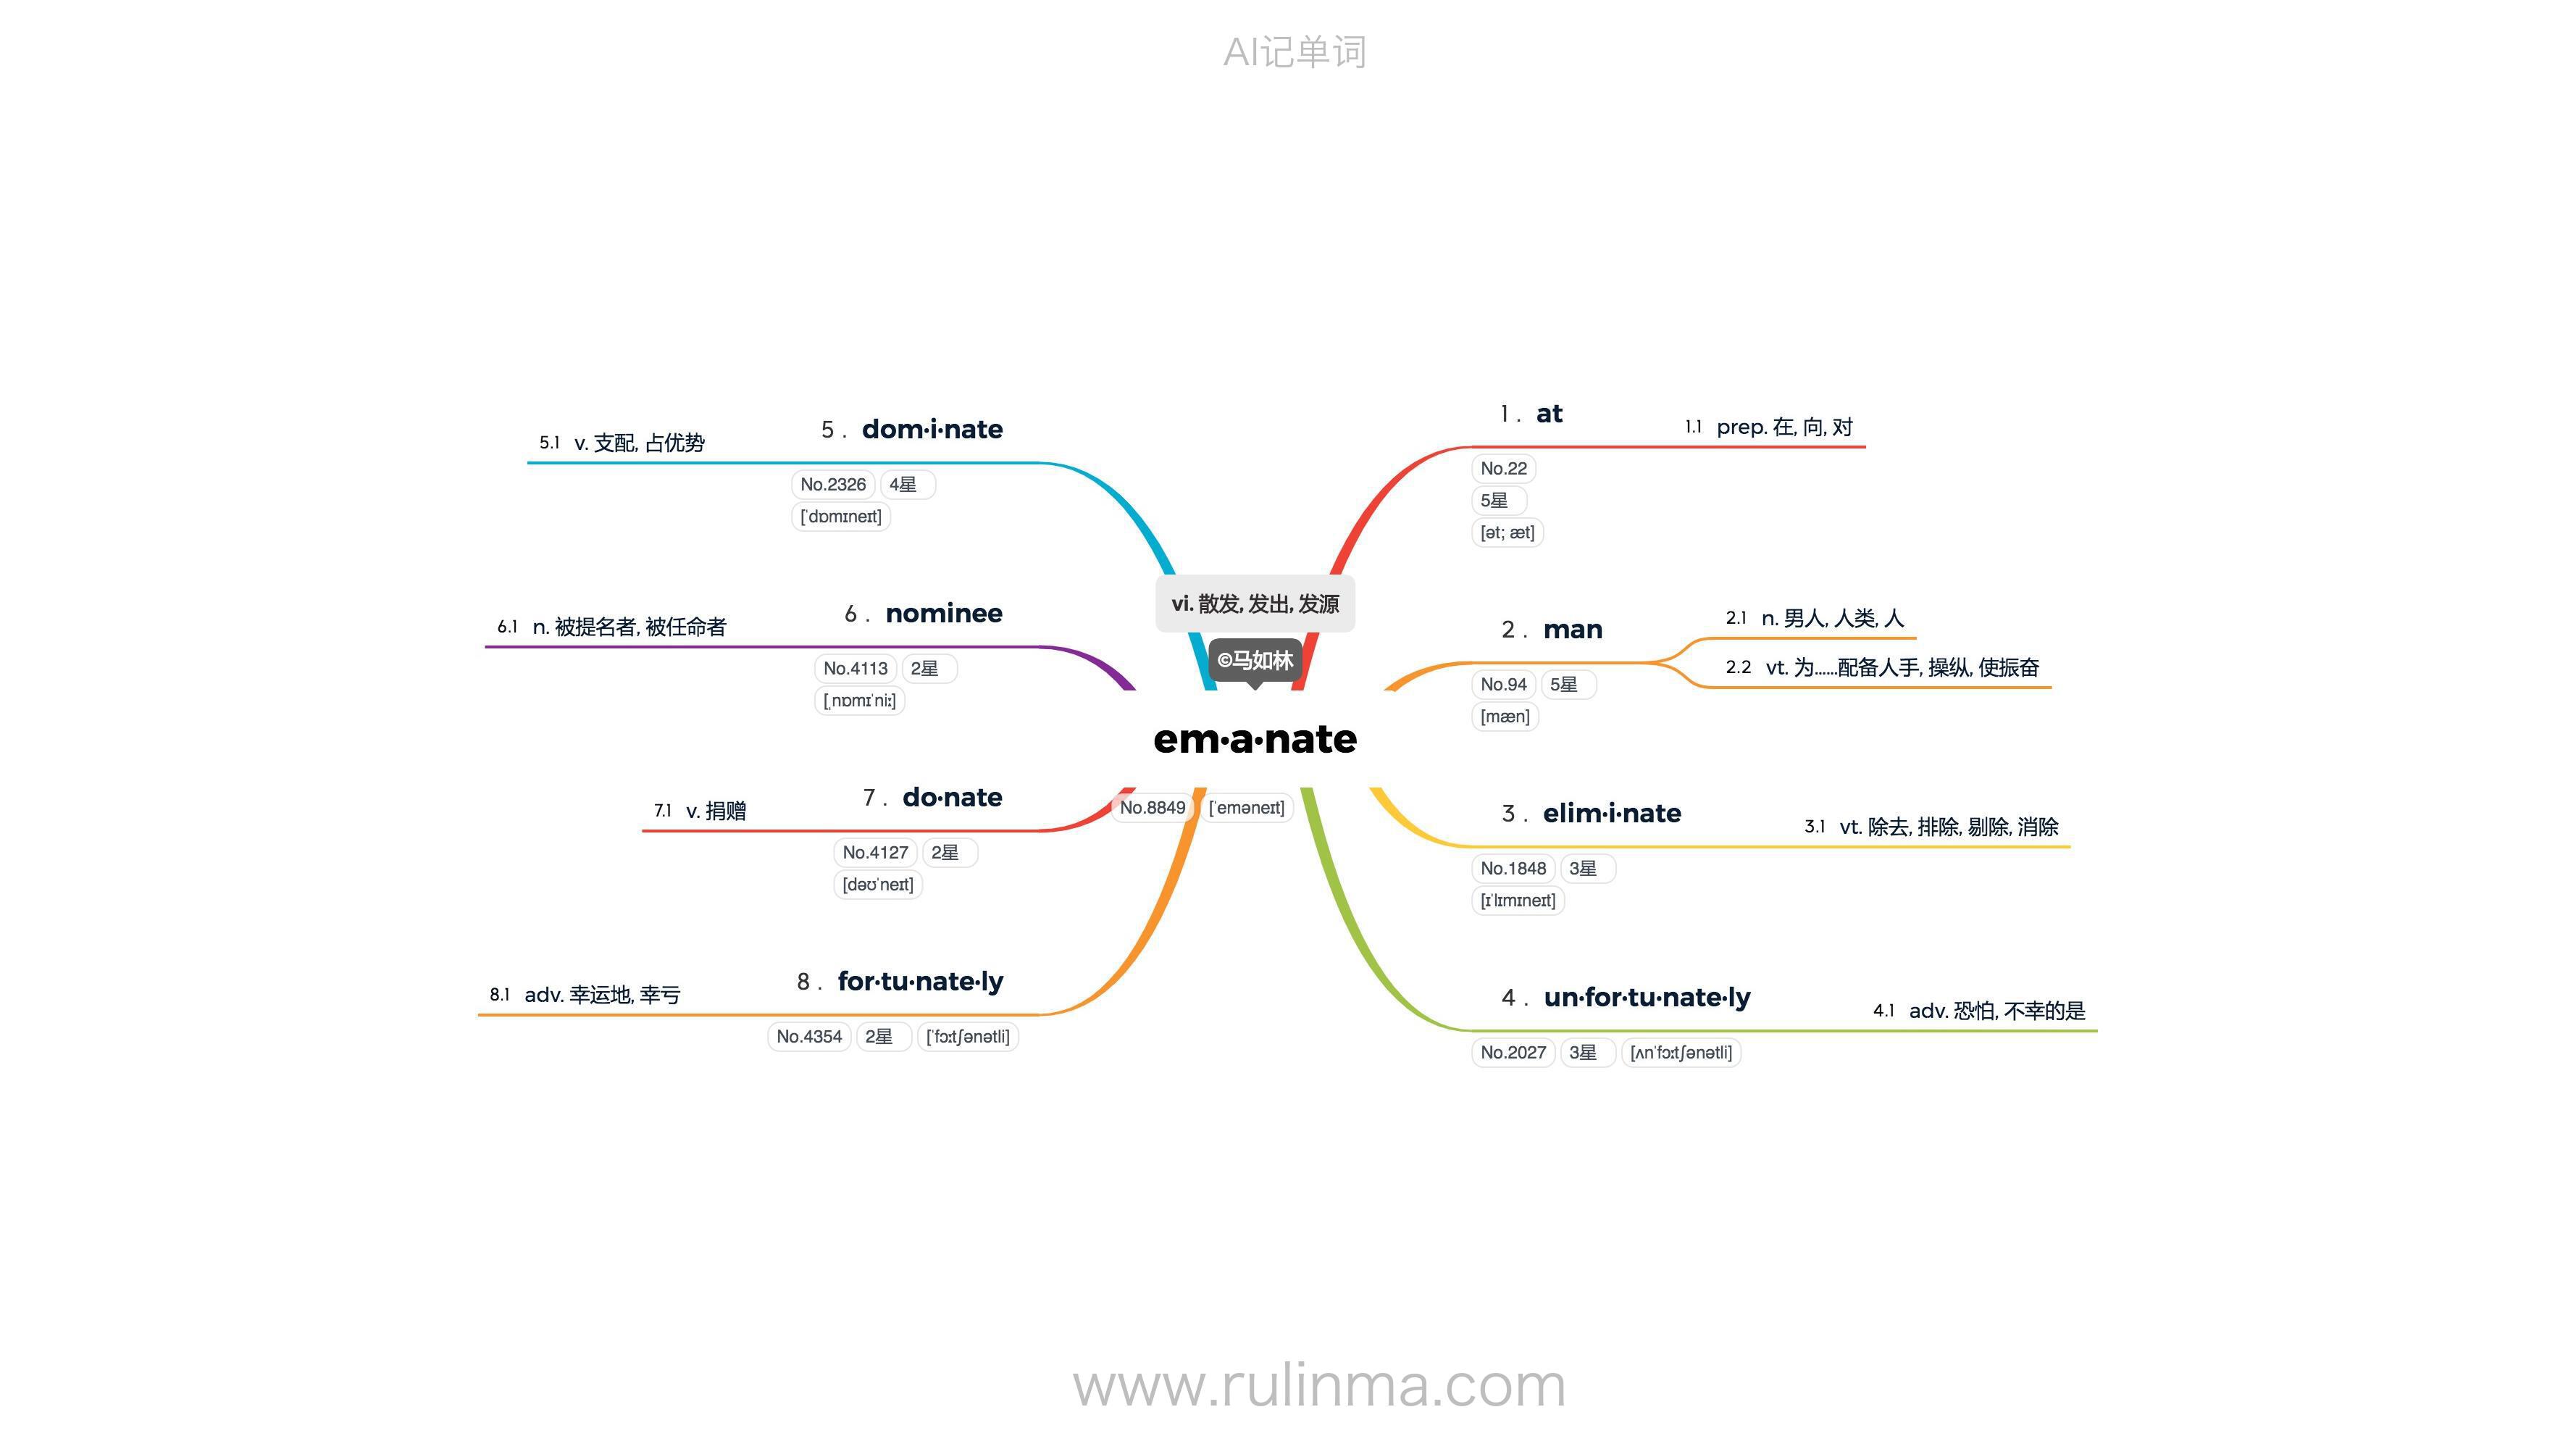 AI记单词
vi. 散发, 发出, 发源
©马如林
em·a·nate
No.8849 [ˈeməneɪt]
1 . at
No.22
5星
[ət; æt]
1.1 prep. 在, 向, 对
2 . man
No.94 5星
[mæn]
2.1 n. 男人, 人类, 人
2.2 vt. 为......配备人手, 操纵, 使振奋
3 . elim·i·nate
No.1848 3星
[ɪˈlɪmɪneɪt]
3.1 vt. 除去, 排除, 剔除, 消除
4 . un·for·tu·nate·ly
No.2027 3星 [ʌnˈfɔːtʃənətli]
4.1 adv. 恐怕, 不幸的是
5 . dom·i·nate
No.2326 4星
[ˈdɒmɪneɪt]
5.1 v. 支配, 占优势
6 . nominee
No.4113 2星
[ˌnɒmɪˈniː]
6.1 n. 被提名者, 被任命者
7 . do·nate
No.4127 2星
[dəʊˈneɪt]
7.1 v. 捐赠
8 . for·tu·nate·ly
No.4354 2星 [ˈfɔːtʃənətli]
8.1 adv. 幸运地, 幸亏
www.rulinma.com